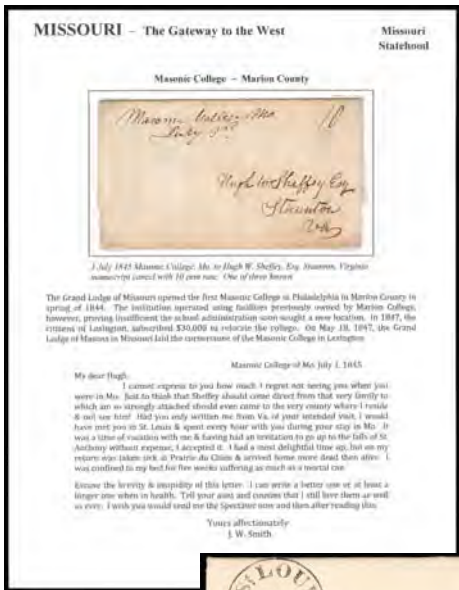 MISSOURI – The Gateway to the West
Missouri
Statehood
Masonic College – Marion County
Masonic College Mo.
July 3rd
10
Hugh W Sheffey Esq
Staunton
Va
3 July 1845 Masonic College, Mo. to Hugh W. Sheffey, Esq. Staunton, Virginia
manuscript cancel with 10 cent rate. One of three known
The Grand Lodge of Missouri opened the first Masonic College at Philadelphia in Marion County in
spring of 1844. The institution operated using facilities previously owned by Marion College,
however, proving insufficient the school administration soon sought a new location. In 1847, the
citizens of Lexington, subscribed $30,000 to relocate the college. On May 18, 1847, the Grand
Lodge of Masons in Missouri laid the cornerstone of the Masonic College in Lexington.
Masonic College of Mo. July 1, 1845
My dear Hugh,
I cannot express to you how much I regret not seeing you when you
were in Mo. Just to think that Sheffey should come direct from that very family to
which am so strongly attached should even came to the very county where I reside
& not see him! Had you only written me from Va. of your intended visit, I would
have met you in St. Louis & spent every hour with you during your stay in Mo. It
was a time of vacation with me & having had an invitation to go up to the falls of St.
Anthony without expense, I accepted it. I had a most delightful time up, but on my
return was taken sick at Prairie du Chien & arrived home more dead then alive. I
was confined to my bed for five weeks suffering as much as a mortal can.
Excuse the brevity & insipidity of this letter. I can write a better one or at least a
longer one when in health. Tell your aunt and cousins that I still love them as well
as ever. I wish you would send me the Spectator now and then after reading this.
Yours affectionately
J. W. Smith
ST LOU